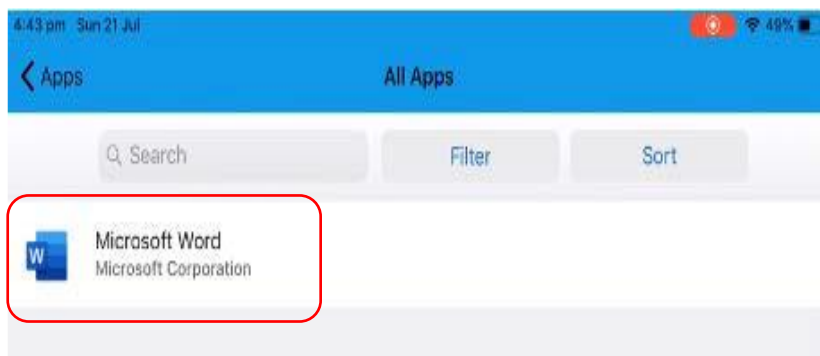 4:43 pm Sun 21 Jul 49%
Apps All Apps
Search Filter Sort
Microsoft Word
W
Microsoft Corporation